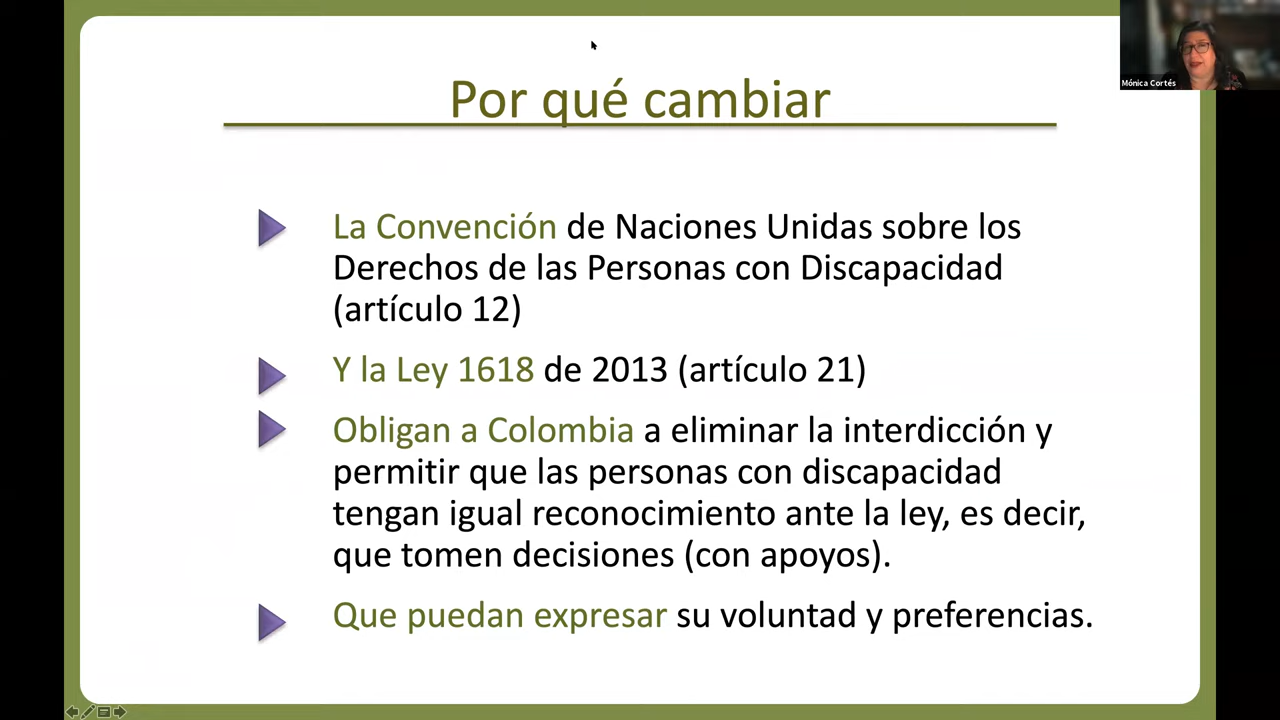 Mónica Cortés
Por qué cambiar
La Convención de Naciones Unidas sobre los
Derechos de las Personas con Discapacidad
(artículo 12)
Y la Ley 1618 de 2013 (artículo 21)
Obligan a Colombia a eliminar la interdicción y
permitir que las personas con discapacidad
tengan igual reconocimiento ante la ley, es decir,
que tomen decisiones (con apoyos).
Que puedan expresar su voluntad y preferencias.